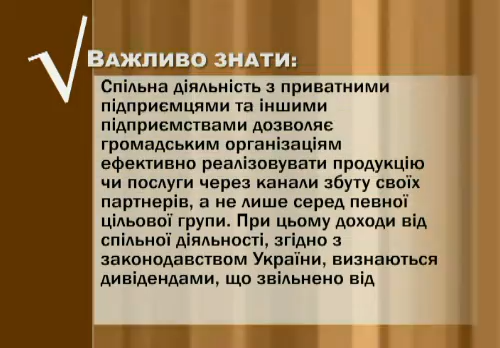 ВАЖЛИВО ЗНАТИ:
Спільна діяльність з приватними
підприємцями та іншими
підприємствами дозволяє
громадським організаціям
ефективно реалізовувати продукцію
чи послуги через канали збуту своїх
партнерів, а не лише серед певної
цільової групи. При цьому доходи від
спільної діяльності, згідно з
законодавством України, визнаються
дивідендами, що звільнено від